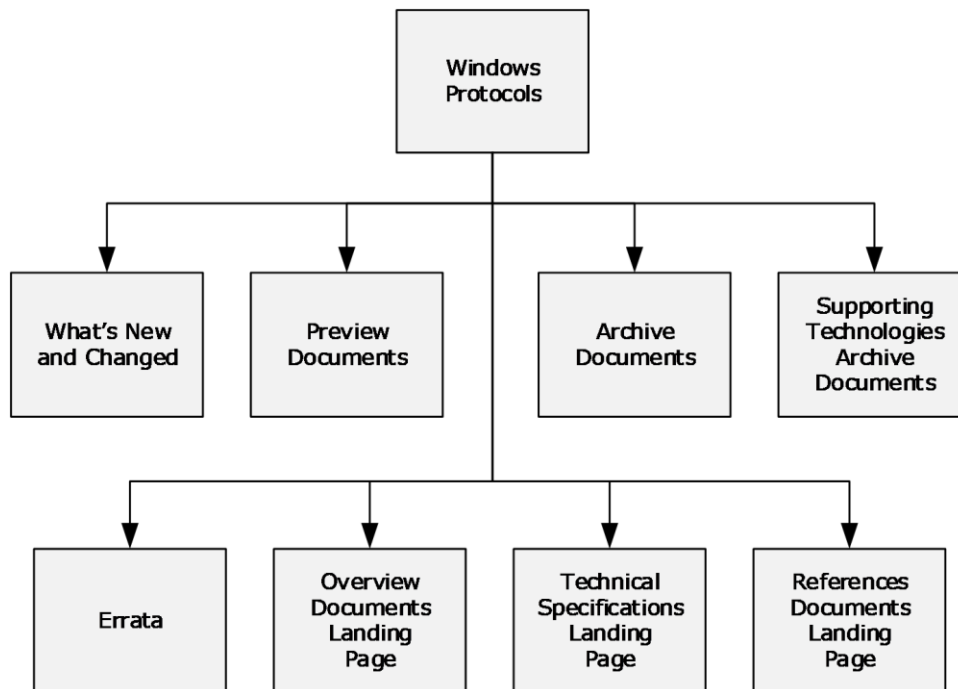 Windows
Protocols
What’s New
and Changed
Preview
Documents
Archive
Documents
Supporting
Technologies
Archive
Documents
Errata
Overview
Documents
Landing
Page
Technical
Specifications
Landing
Page
References
Documents
Landing
Page